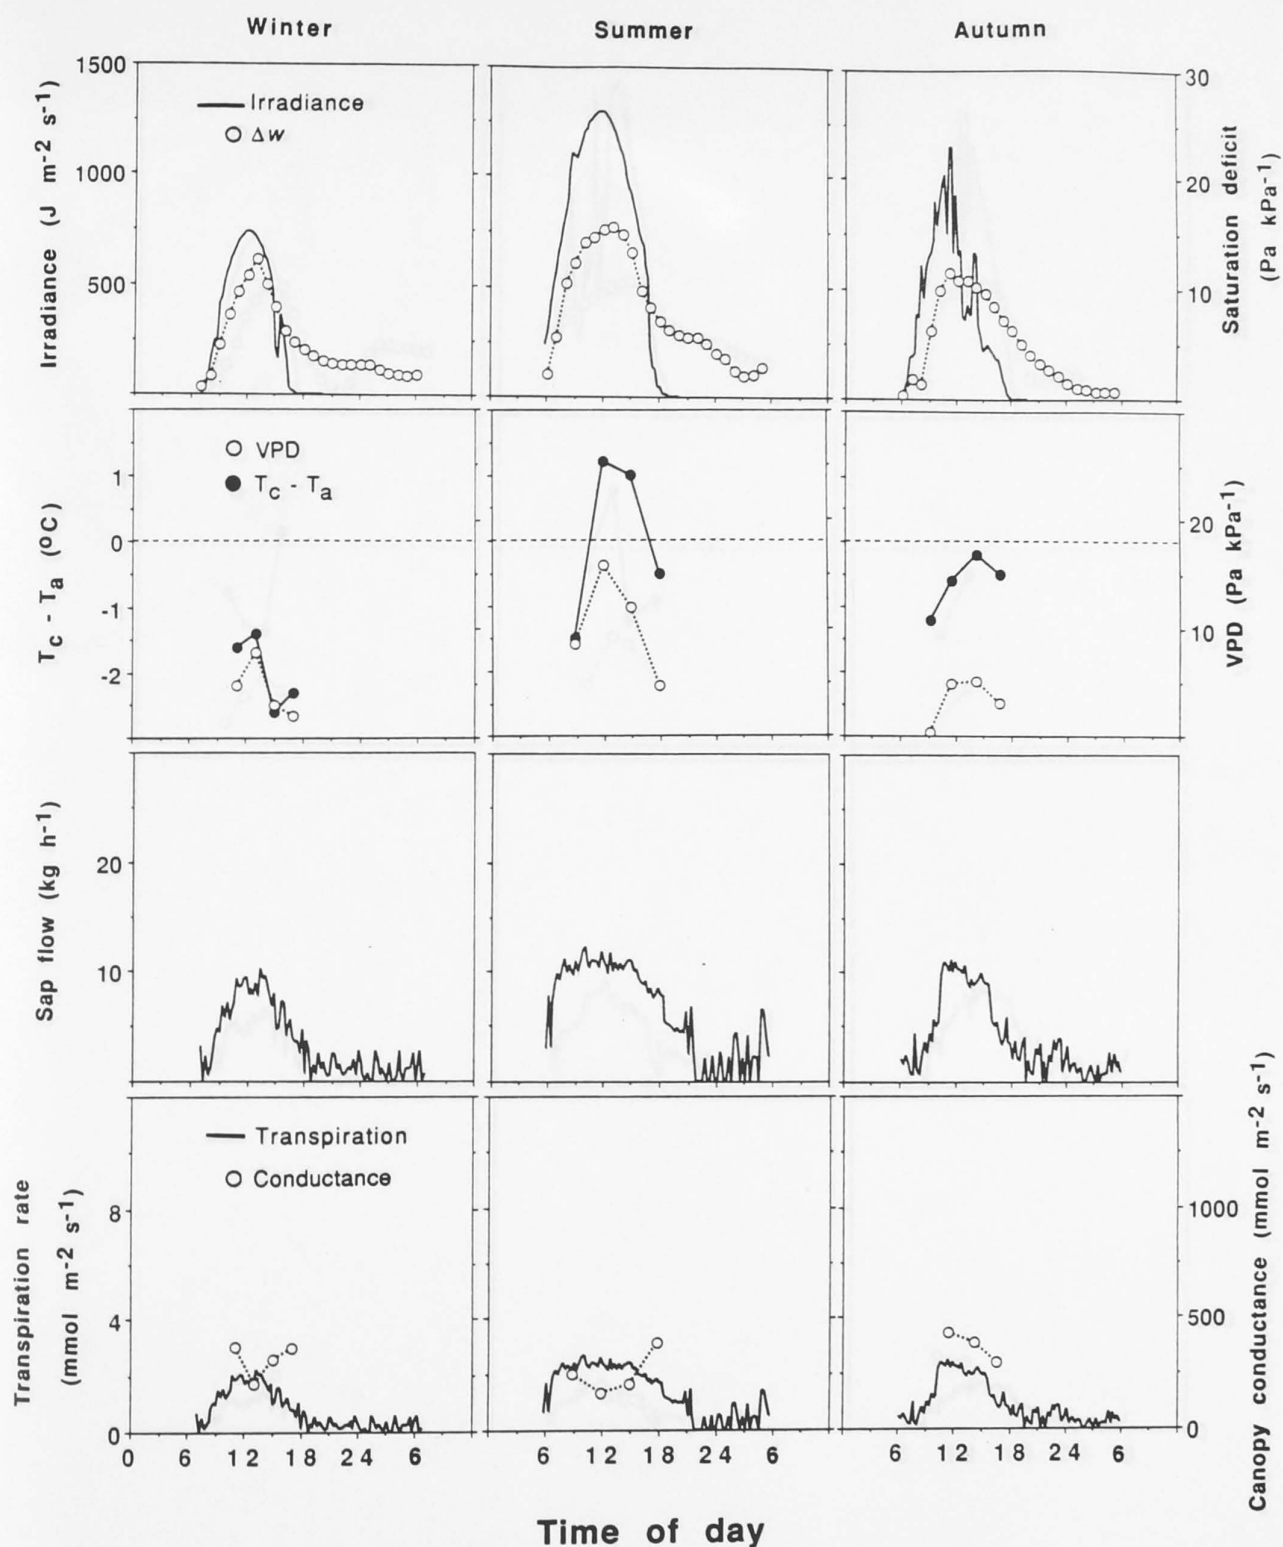 Winter Summer Autumn
1500 30
Irradiance
Δw
1000 20
500 10
Irradiance (J m-2 s-1)
Saturation deficit
(Pa kPa-1)
VPD
Tc - Ta
1
0 20
-1 10
-2
Tc - Ta (oC)
VPD (Pa kPa-1)
20
10
Sap flow (kg h-1)
Transpiration
Conductance
8 1000
4 500
0 0
Transpiration rate
(mmol m-2 s-1)
Canopy conductance (mmol m-2 s-1)
0 6 12 18 24 6 6 12 18 24 6 6 12 18 24 6
Time of day